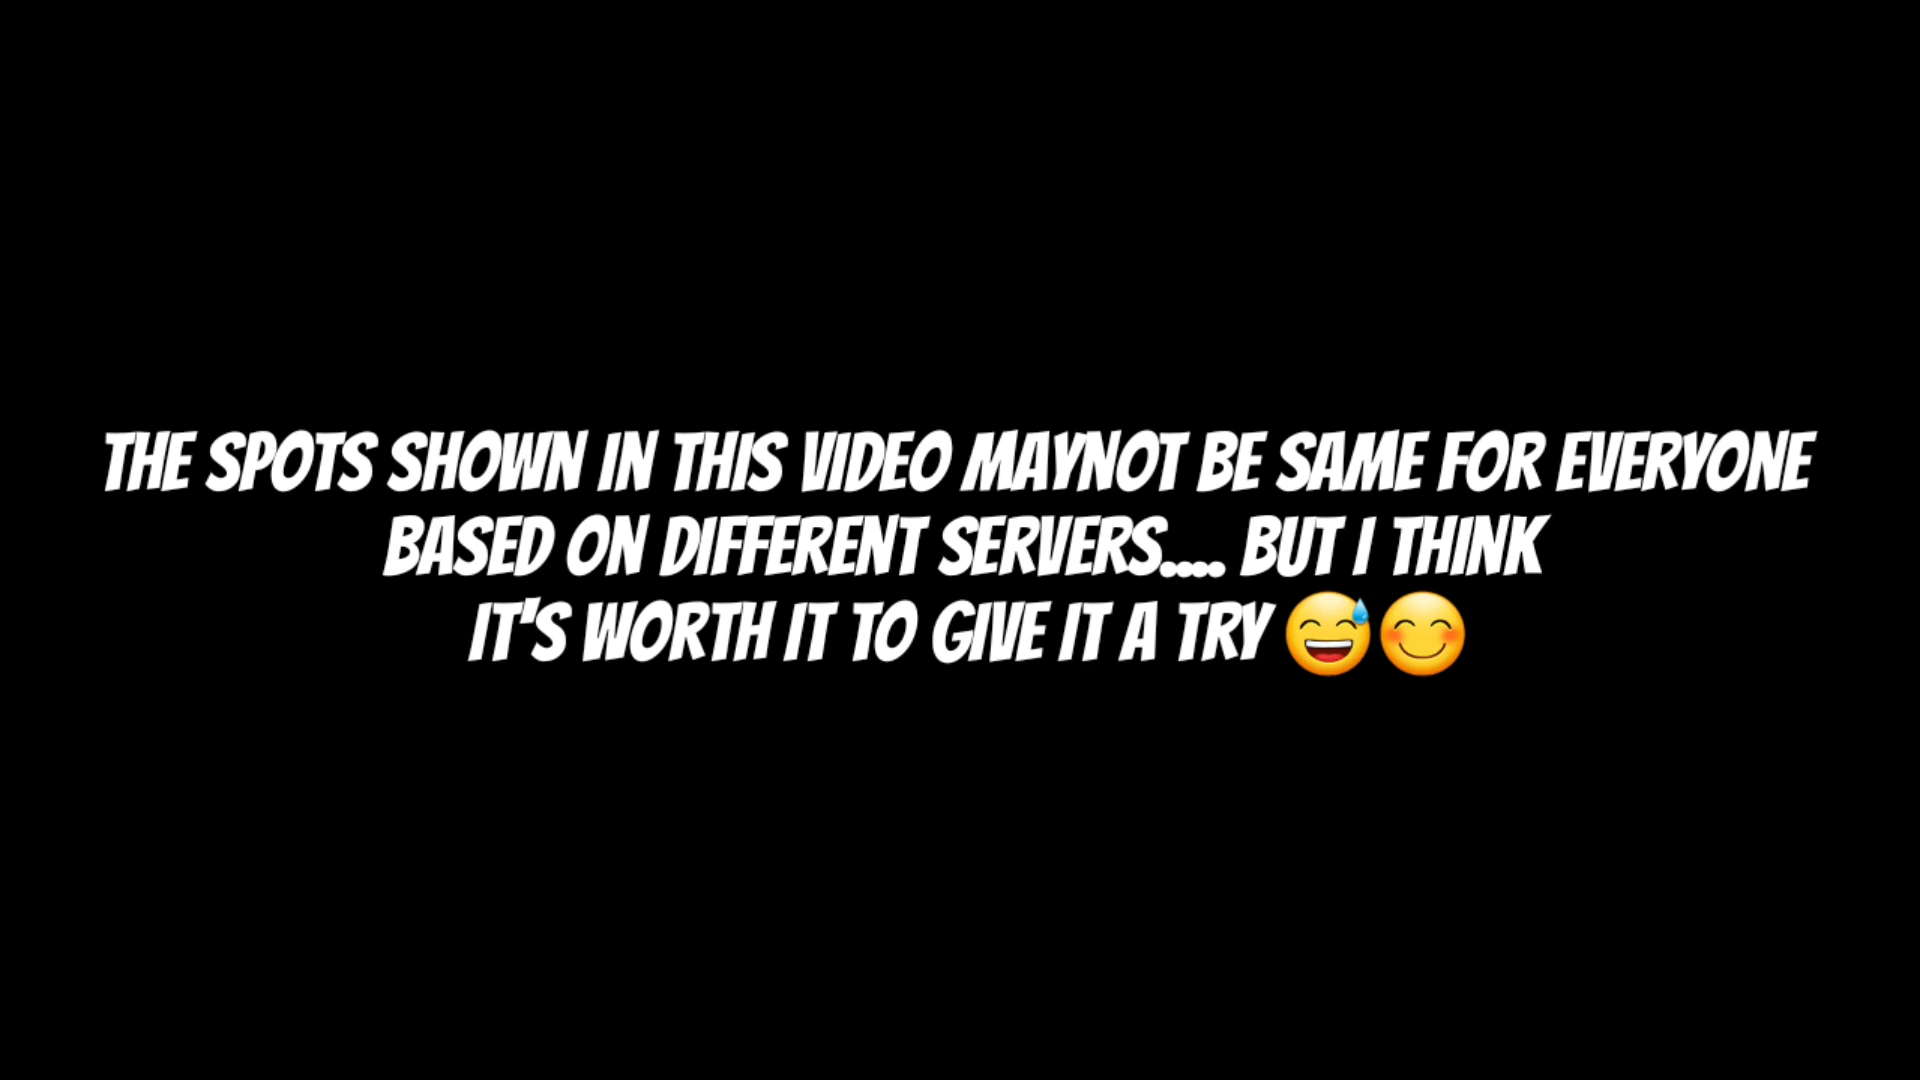 THE SPOTS SHOWN IN THIS VIDEO MAYNOT BE SAME FOR EVERYONE
BASED ON DIFFERENT SERVERS.... BUT I THINK
IT'S WORTH IT TO GIVE IT A TRY 😅😊